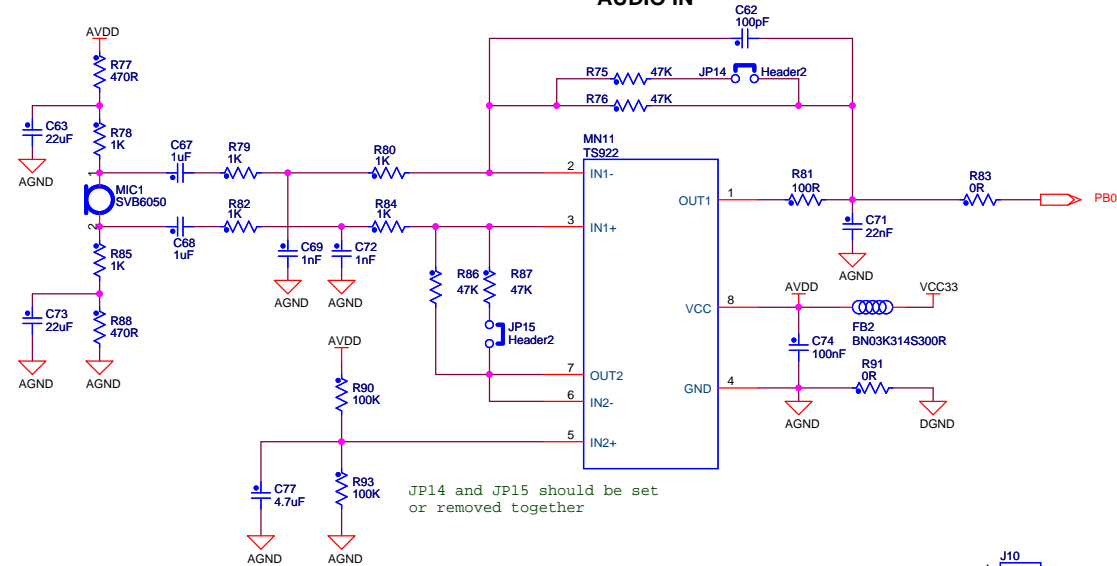 AUDIO IN
C62
100pF
AVDD
R77
470R
R75 47K JP14 Header2
R76 47K
C63
22uF
R78
1K
AGND
C67
1uF
R79
1K
R80
1K
MN11
TS922
1
2 IN1-
MIC1
SVB6050
OUT1 1
R81
100R
R83
0R
PB0
2
C68
1uF
R82
1K
R84
1K
3 IN1+
C71
22nF
AGND
R85
1K
C69
1nF
C72
1nF
AGND AGND
R86
47K
R87
47K
C73
22uF
R88
470R
AGND AGND
JP15
Header2
VCC 8
AVDD
VCC33
FB2
BN03K314S300R
C74
100nF
AVDD
7 OUT2
GND 4
R91
0R
AGND DGND
R90
100K
6 IN2-
5 IN2+
C77
4.7uF
R93
100K
AGND AGND
JP14 and JP15 should be set
or removed together
J10